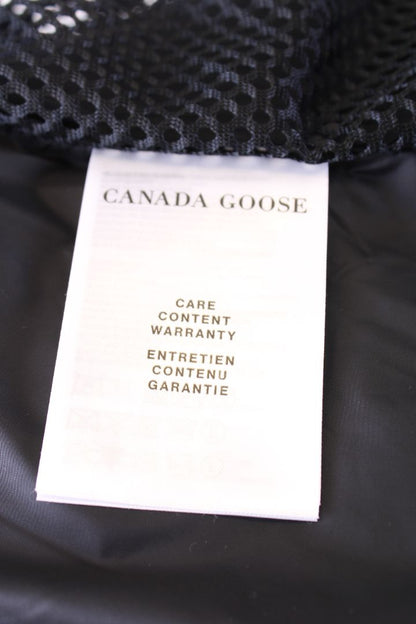 CANADA GOOSE
CARE
CONTENT
WARRANTY
ENTRETIEN
CONTENU
GARANTIE